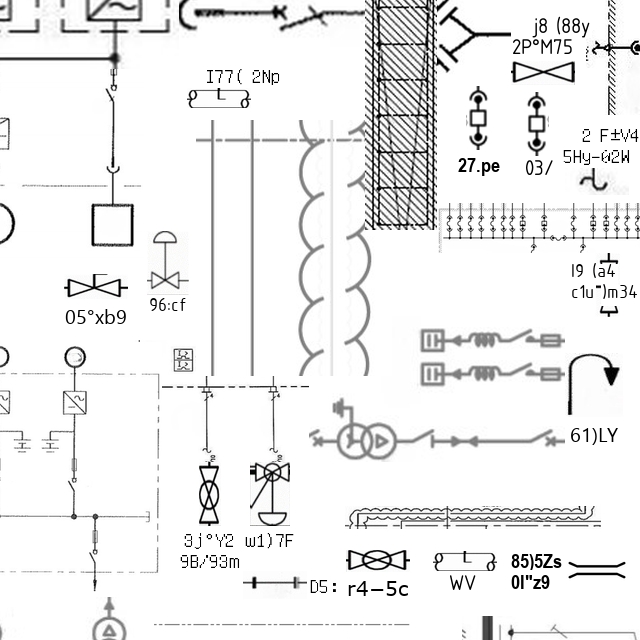 j8 (88y
2P°M75
I77( 2Np
2 F±V4
5Hy-02W
27.pe
03/
I9 (a4
c1u")m34
96:cf
05°xb9
61)LY
3j°Y2
9B/93m
w1)7F
D5:
r4-5c
WV
85)5Zs
0I"z9